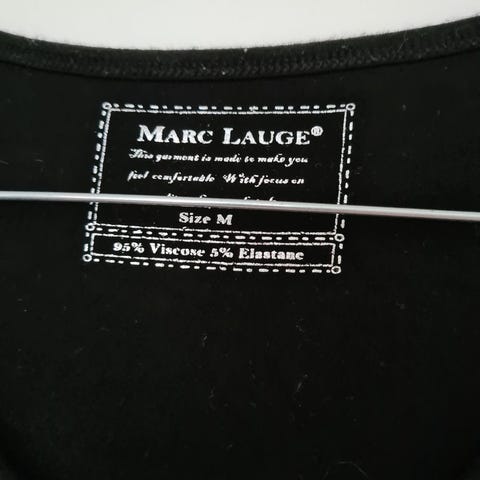 MARC LAUGE®
This garment is made to make you
feel comfortable With focus on
Size M
95% Viscose 5% Elastane